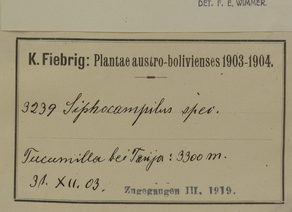 DET. F. E. WIMMER.
K. Fiebrig: Plantae austro-bolivienses 1903-1904.
3239 Siphocampilus spec.
Tucumilla bei Tarija: 3300 m.
31. XII. 03. Zugegangen III. 1919.